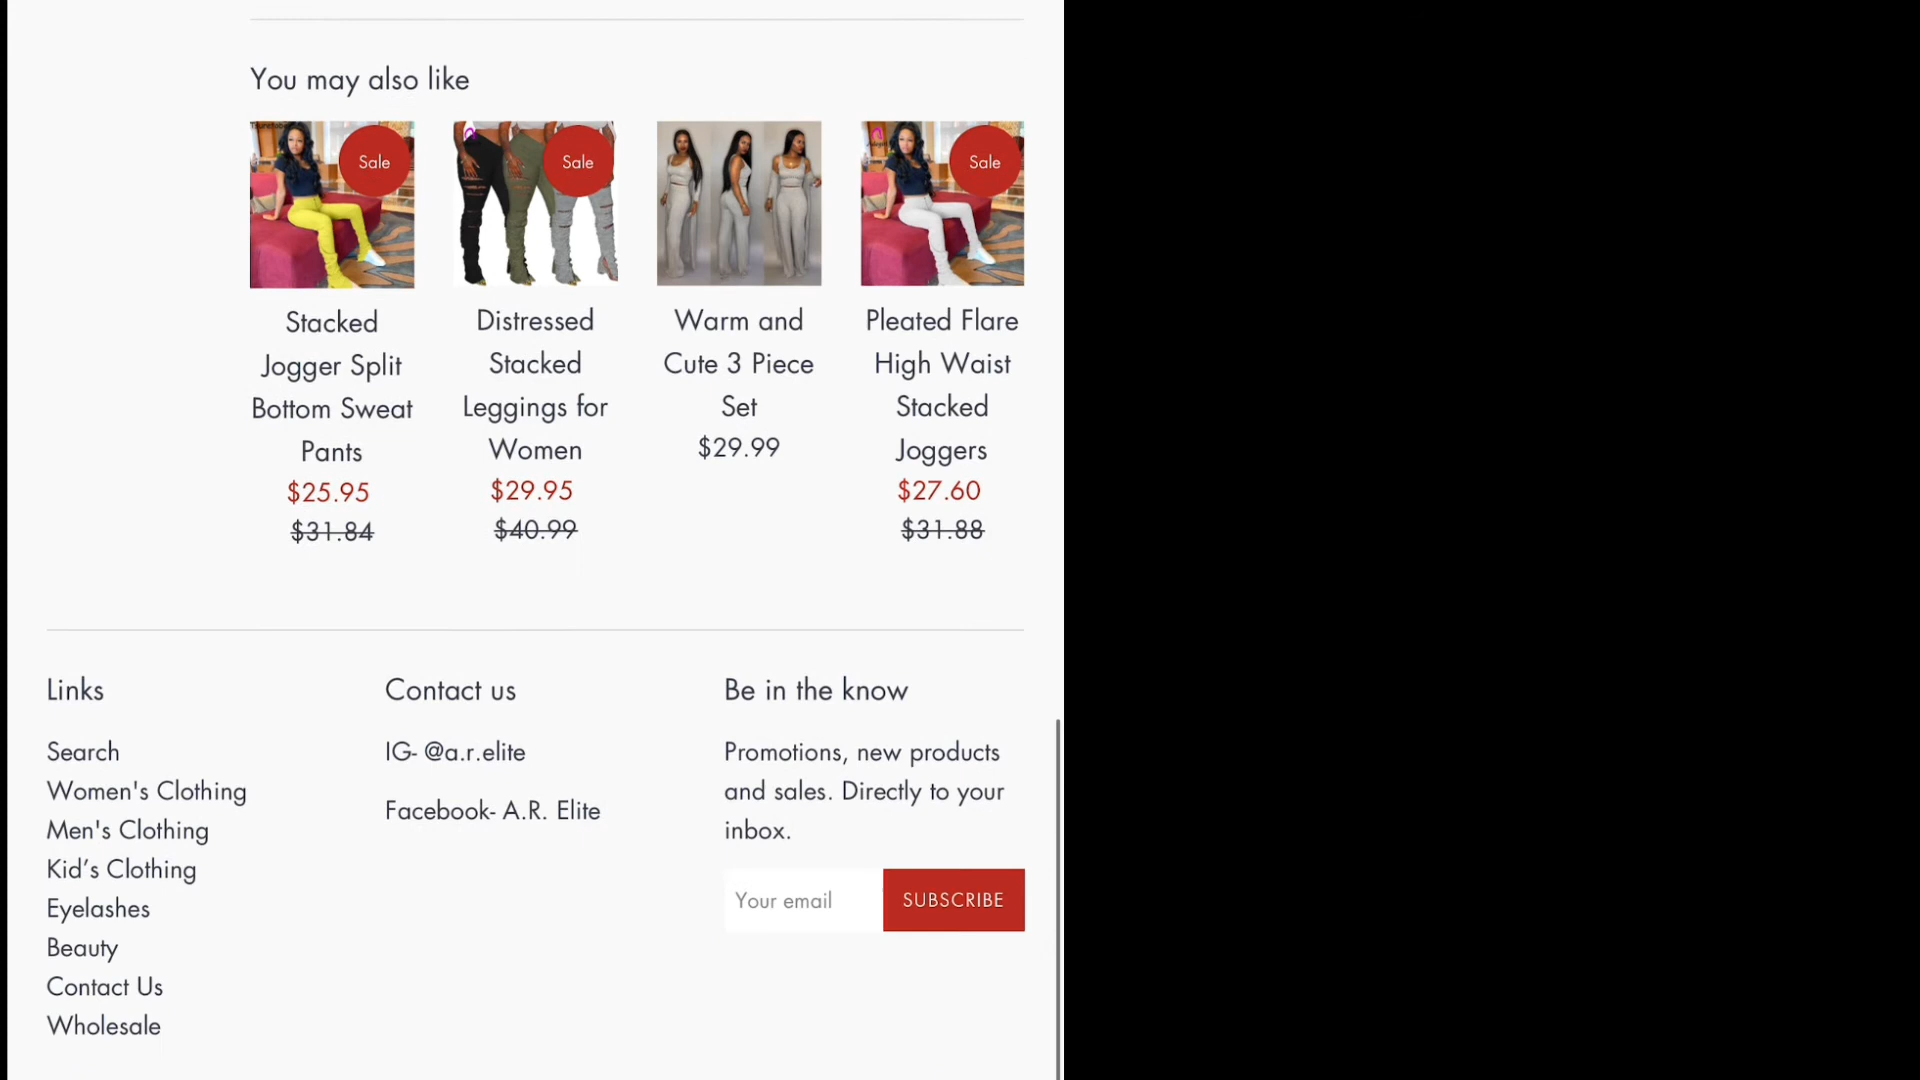 You may also like
Sale
Sale
Sale
Stacked
Jogger Split
Bottom Sweat
Pants
$25.95
$31.84
Distressed
Stacked
Leggings for
Women
$29.95
$40.99
Warm and
Cute 3 Piece
Set
$29.99
Pleated Flare
High Waist
Stacked
Joggers
$27.60
$31.88
Links
Search
Women's Clothing
Men's Clothing
Kid’s Clothing
Eyelashes
Beauty
Contact Us
Wholesale
Contact us
IG- @a.r.elite
Facebook- A.R. Elite
Be in the know
Promotions, new products
and sales. Directly to your
inbox.
Your email
SUBSCRIBE